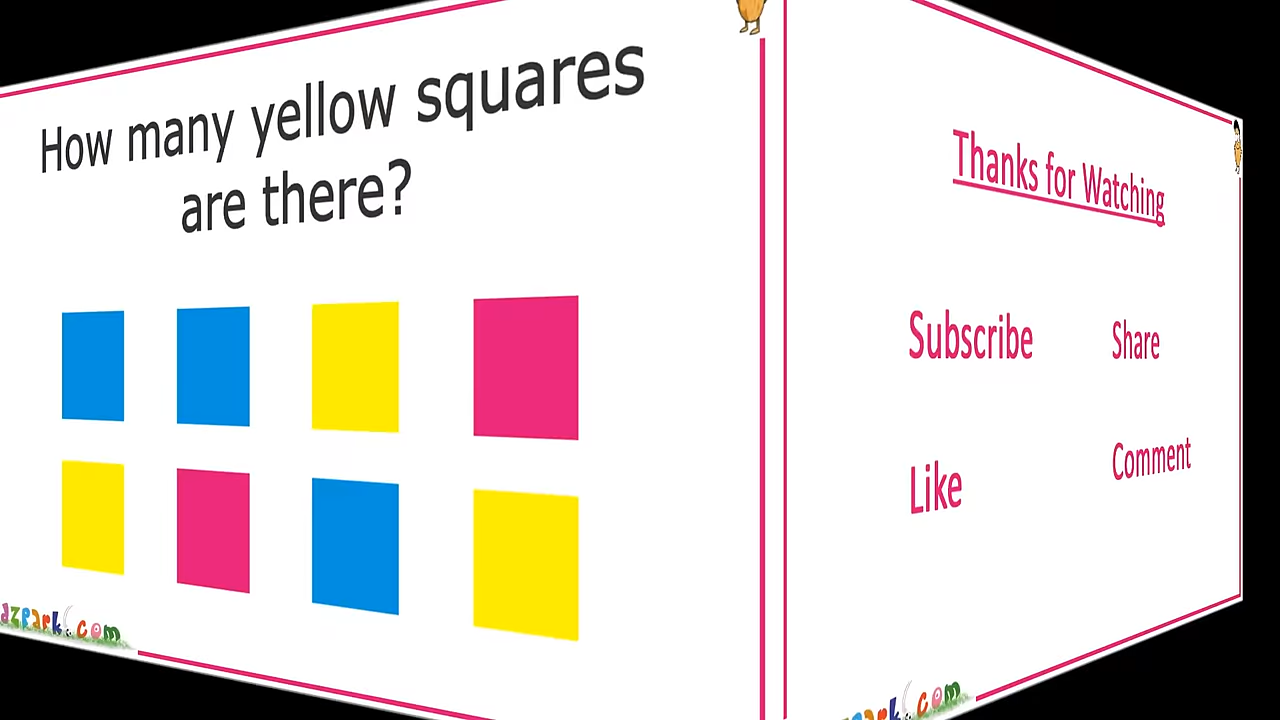 How many yellow squares
are there?
Thanks for Watching
Subscribe
Share
Like
Comment